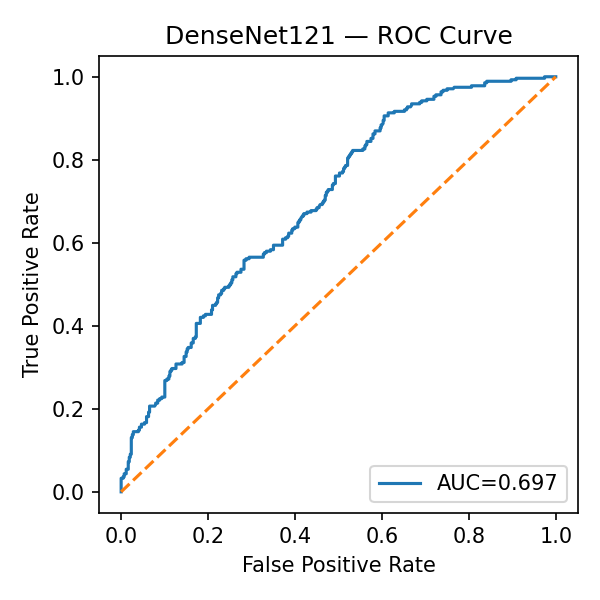 DenseNet121 — ROC Curve
1.0
0.8
0.6
0.4
0.2
0.0
True Positive Rate
AUC=0.697
0.0 0.2 0.4 0.6 0.8 1.0
False Positive Rate